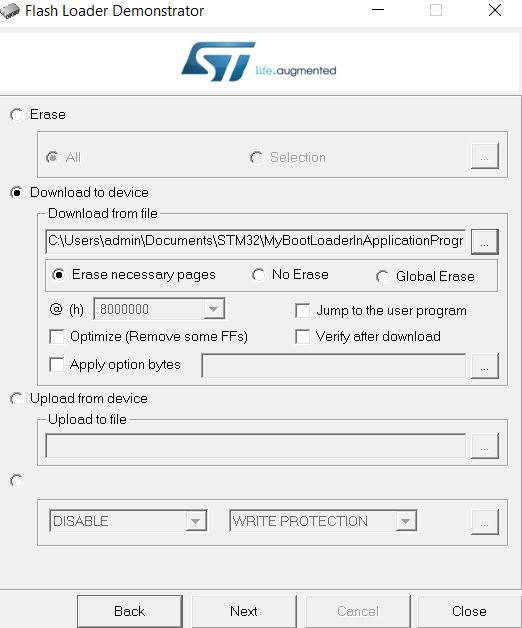 Flash Loader Demonstrator
ST
life.augmented
Erase
All
Selection
...
Download to device
Download from file
C:\Users\admin\Documents\STM32\MyBootLoaderInApplicationProgr
...
Erase necessary pages
No Erase
Global Erase
@ (h)
8000000
Jump to the user program
Optimize (Remove some FFs)
Verify after download
Apply option bytes
...
Upload from device
Upload to file
...
DISABLE
WRITE PROTECTION
...
Back
Next
Cancel
Close